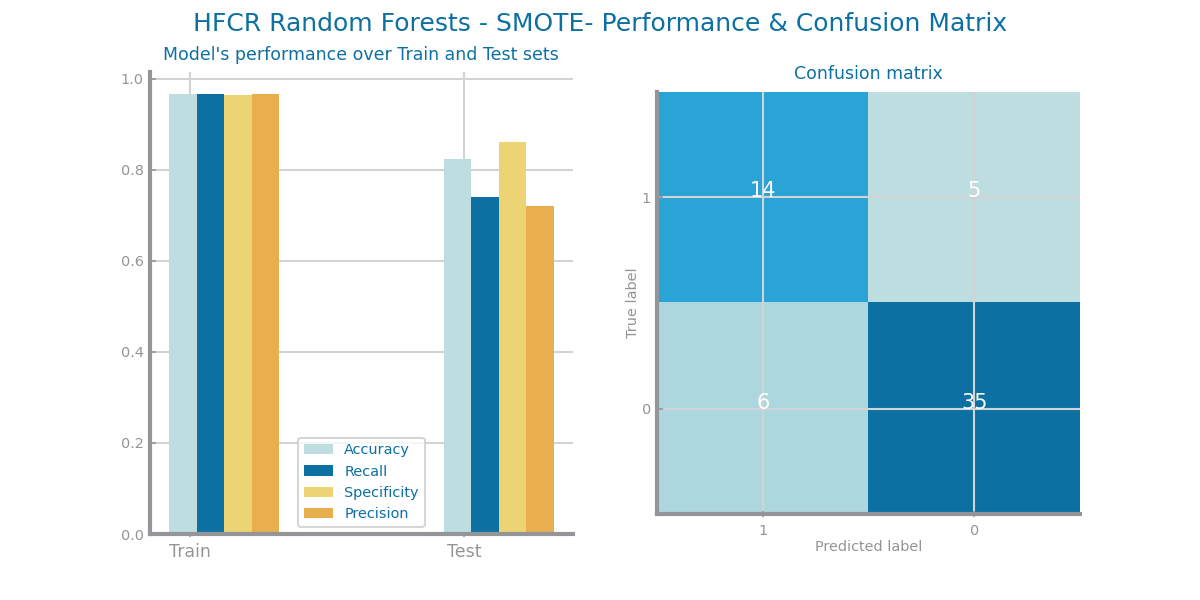 HFCR Random Forests - SMOTE- Performance & Confusion Matrix
Model's performance over Train and Test sets
1.0
0.8
0.6
0.4
0.2
0.0
Accuracy
Recall
Specificity
Precision
Train
Test
Confusion matrix
True label
1
0
14
5
6
35
1
0
Predicted label